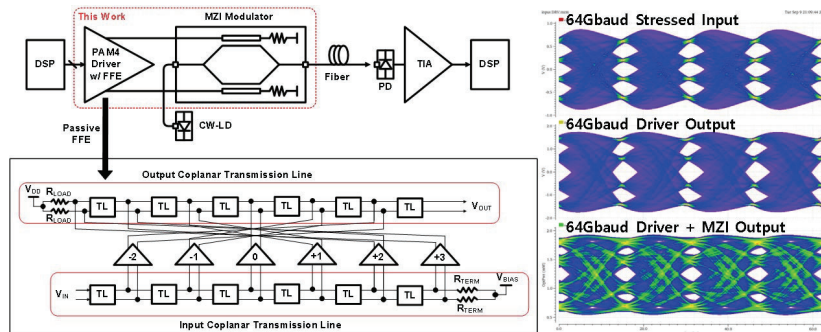 This Work
MZI Modulator
DSP
PAM4
Driver
w/ FFE
Fiber
PD
TIA
DSP
Passive
FFE
CW-LD
Output Coplanar Transmission Line
VDD
RLOAD
RLOAD
TL
TL
TL
TL
TL
TL
VOUT
-2
-1
0
+1
+2
+3
VIN
TL
TL
TL
TL
TL
TL
RTERM
RTERM
VBIAS
Input Coplanar Transmission Line
64Gbaud Stressed Input
64Gbaud Driver Output
64Gbaud Driver + MZI Output